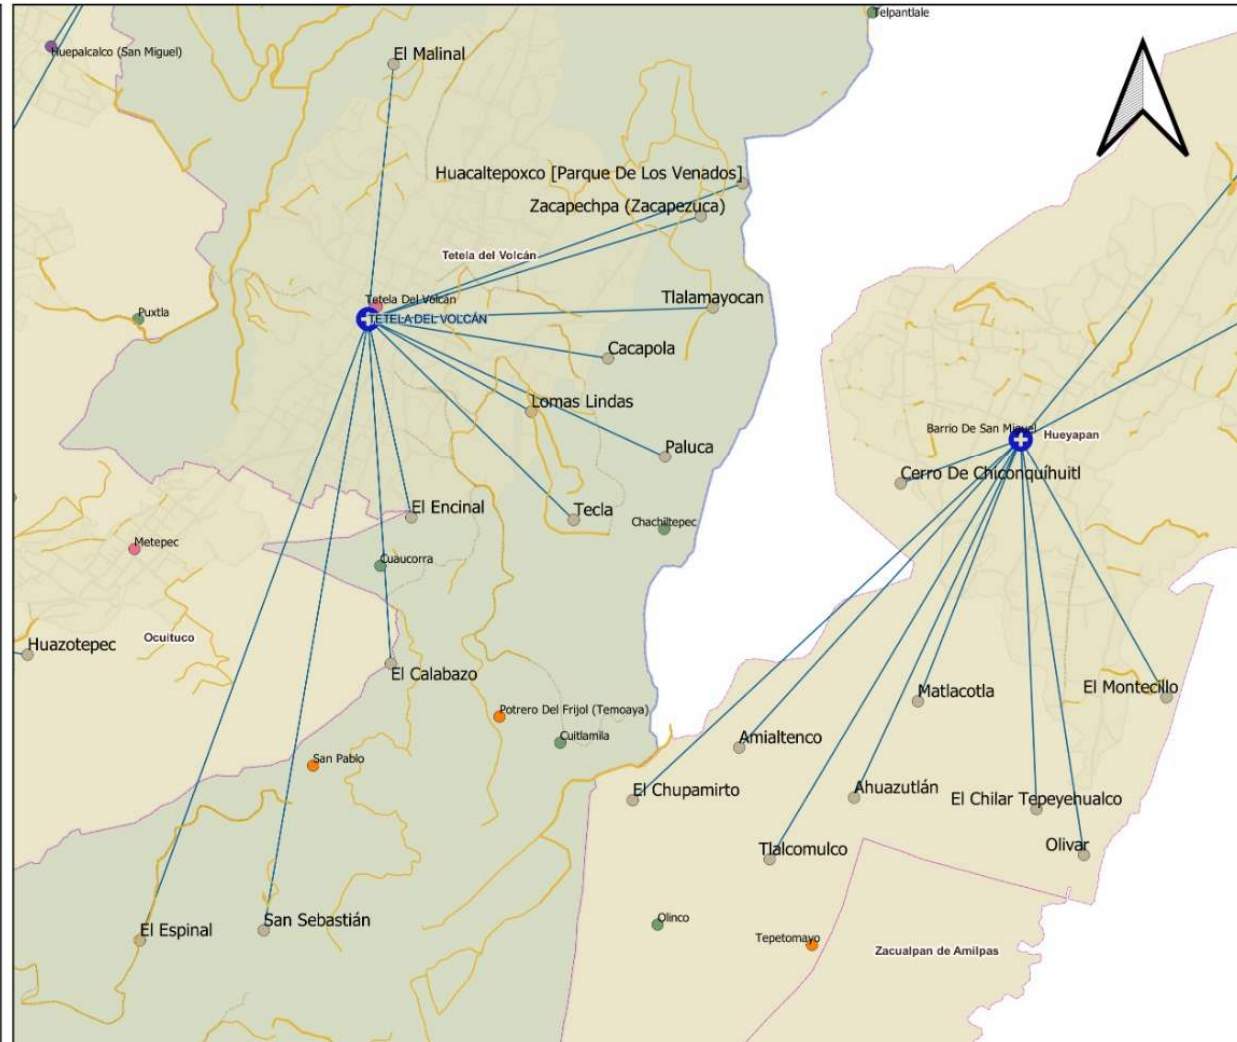 Telpantlale
Huepalcalco (San Miguel)
El Malinal
Huacaltepoxco [Parque De Los Venados]
Zacapechpa (Zacapezuca)
Tetela del Volcán
Tetela Del Volcán
TETELA DEL VOLCÁN
Tlalamayocan
Puxtla
Cacapola
Lomas Lindas
Barrio De San Miguel
Hueyapan
Paluca
Cerro De Chiconquíhuitl
El Encinal
Tecla
Chachiltepec
Metepec
Cuaucorra
Ocuituco
Huazotepec
El Calabazo
Matlacotla
El Montecillo
Potrero Del Frijol (Temoaya)
Cuitlamila
Amialtenco
San Pablo
El Chupamirto
Ahuazutlán
El Chilar Tepeyehualco
Tlalcomulco
Olivar
San Sebastián
El Espinal
Olinco
Tepetomayo
Zacualpan de Amilpas